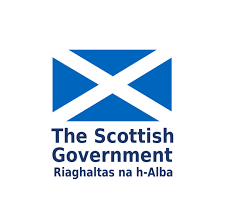 The Scottish
Government
Riaghaltas na h-Alba